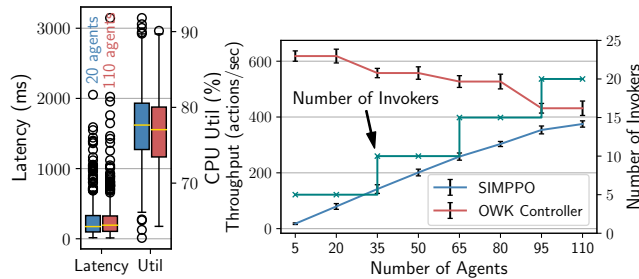 3000
2000
1000
0
Latency (ms)
20 agents
110 agents
90
80
70
CPU Util (%)
Latency
Util
600
400
200
0
Throughput (actions/sec)
Number of Invokers
SIMPPO
OWK Controller
25
20
15
10
5
0
Number of Invokers
5
20
35
50
65
80
95
110
Number of Agents